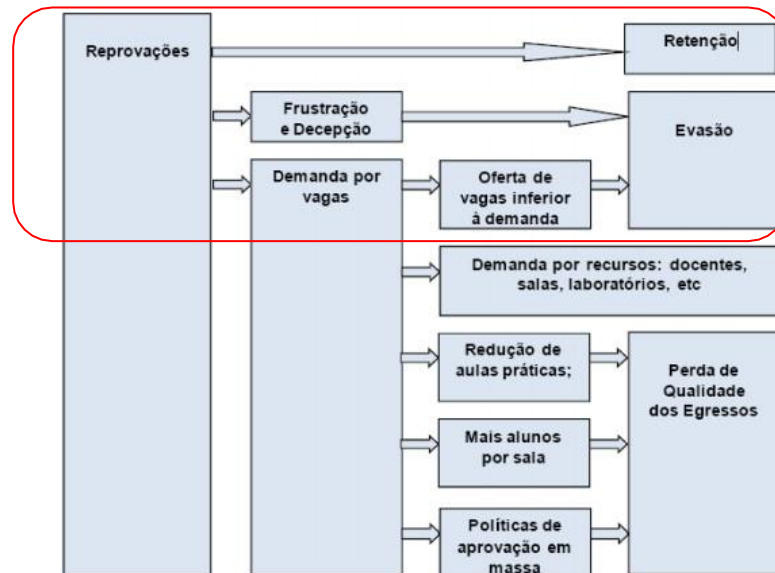 Reprovações
Retenção
Frustração
e Decepção
Evasão
Demanda por
vagas
Oferta de
vagas inferior
à demanda
Demanda por recursos: docentes,
salas, laboratórios, etc
Redução de
aulas práticas;
Perda de
Qualidade
dos Egressos
Mais alunos
por sala
Políticas de
aprovação em
massa